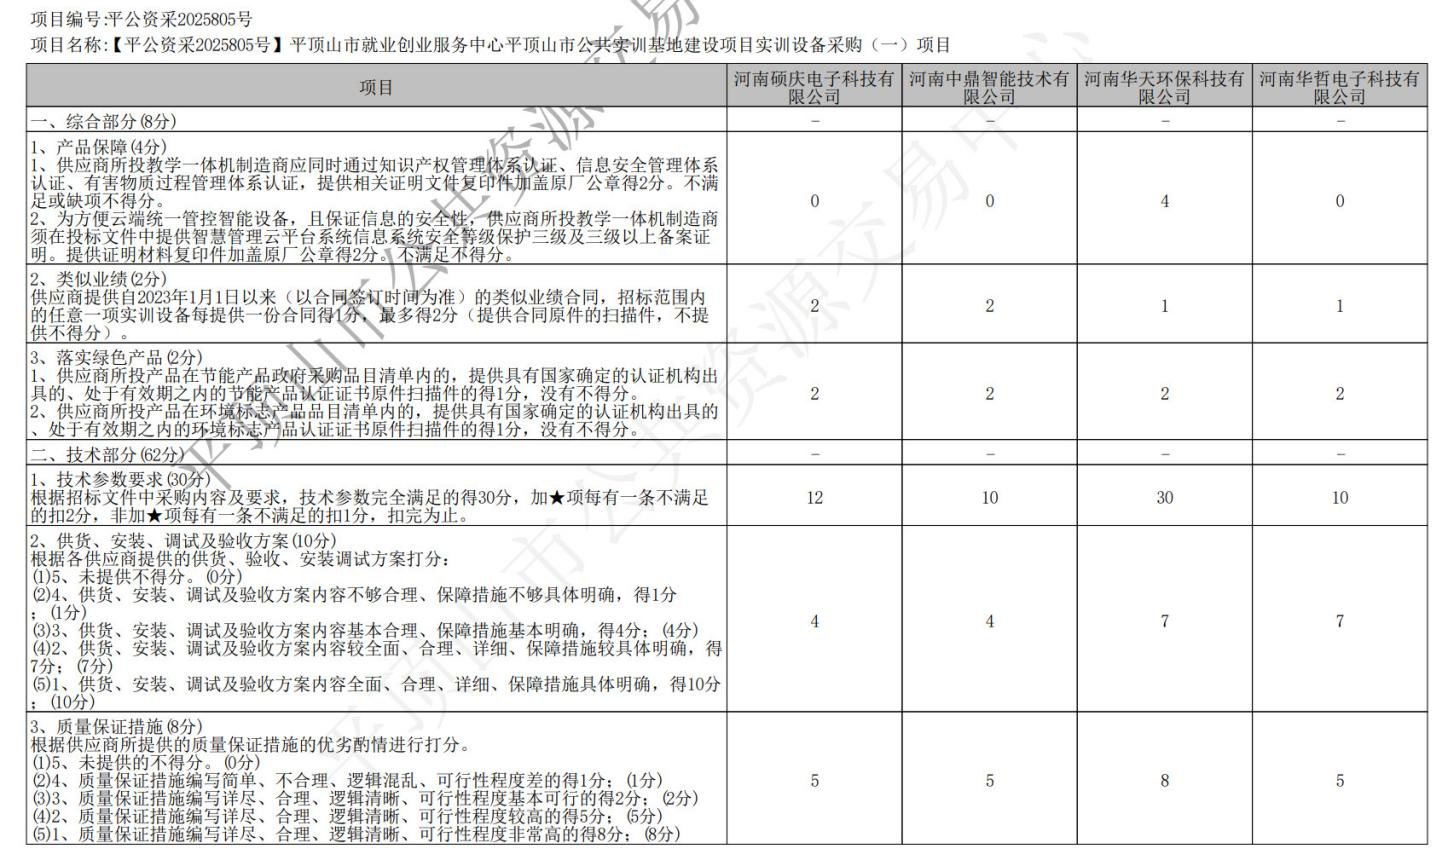 项目编号:平公资采2025805号
项目名称:【平公资采2025805号】平顶山市就业创业服务中心平顶山市公共实训基地建设项目实训设备采购（一）项目
项目
河南硕庆电子科技有限公司
河南中鼎智能技术有限公司
河南华天环保科技有限公司
河南华哲电子科技有限公司
一、综合部分(8分)
－ － － －
1、产品保障(4分)
1、供应商所投教学一体机制造商应同时通过知识产权管理体系认证、信息安全管理体系
认证、有害物质过程管理体系认证，提供相关证明文件复印件加盖原厂公章得2分。不满
足或缺项不得分。
2、为方便云端统一管控智能设备，且保证信息的安全性，供应商所投教学一体机制造商
须在投标文件中提供智慧管理云平台系统信息系统安全等级保护三级及三级以上备案证
明。提供证明材料复印件加盖原厂公章得2分。不满足不得分。
0 0 4 0
2、类似业绩(2分)
供应商提供自2023年1月1日以来（以合同签订时间为准）的类似业绩合同，招标范围内
的任意一项实训设备每提供一份合同得1分，最多得2分（提供合同原件的扫描件，不提
供不得分）。
2 2 1 1
3、落实绿色产品(2分)
1、供应商所投产品在节能产品政府采购品目清单内的，提供具有国家确定的认证机构出
具的、处于有效期之内的节能产品认证证书原件扫描件的得1分，没有不得分。
2、供应商所投产品在环境标志产品品目清单内的，提供具有国家确定的认证机构出具的
、处于有效期之内的环境标志产品认证证书原件扫描件的得1分，没有不得分。
2 2 2 2
二、技术部分(62分)
－ － － －
1、技术参数要求(30分)
根据招标文件中采购内容及要求，技术参数完全满足的得30分，加★项每有一条不满足
的扣2分，非加★项每有一条不满足的扣1分，扣完为止。
12 10 30 10
2、供货、安装、调试及验收方案(10分)
根据各供应商提供的供货、验收、安装调试方案打分：
(1)5、未提供不得分。(0分)
(2)4、供货、安装、调试及验收方案内容不够合理、保障措施不够具体明确，得1分
；(1分)
(3)3、供货、安装、调试及验收方案内容基本合理、保障措施基本明确，得4分；(4分)
(4)2、供货、安装、调试及验收方案内容较全面、合理、详细、保障措施较具体明确，得
7分；(7分)
(5)1、供货、安装、调试及验收方案内容全面、合理、详细、保障措施具体明确，得10分
；(10分)
4 4 7 7
3、质量保证措施(8分)
根据供应商所提供的质量保证措施的优劣酌情进行打分。
(1)5、未提供的不得分。(0分)
(2)4、质量保证措施编写简单、不合理、逻辑混乱、可行性程度差的得1分；(1分)
(3)3、质量保证措施编写详尽、合理、逻辑清晰、可行性程度基本可行的得2分；(2分)
(4)2、质量保证措施编写详尽、合理、逻辑清晰、可行性程度较高的得5分；(5分)
(5)1、质量保证措施编写详尽、合理、逻辑清晰、可行性程度非常高的得8分；(8分)
5 5 8 5
平顶山市公共资源交易中心
平顶山市公共资源交易中心